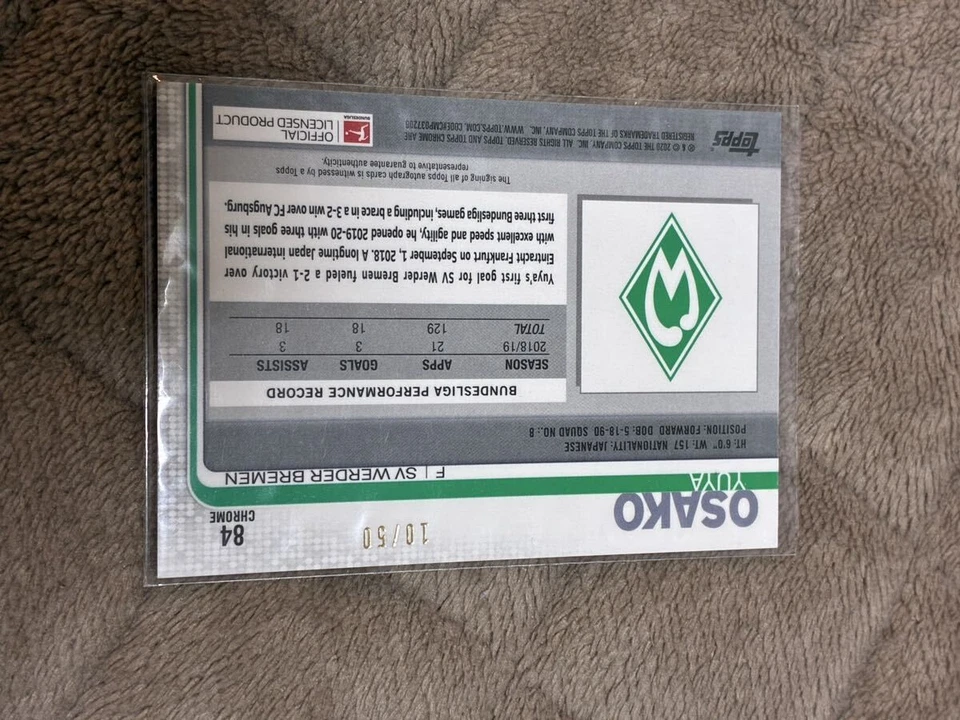 84
CHROME
10/50
YUYA
OSAKO
F | SV WERDER BREMEN
HT: 6'0" WT: 157 NATIONALITY: JAPANESE
POSITION: FORWARD DOB: 5-18-90 SQUAD NO.: 8
BUNDESLIGA PERFORMANCE RECORD
SEASON APPS GOALS ASSISTS
2018/19 21 3 3
TOTAL 129 18 18
Yuya's first goal for SV Werder Bremen fueled a 2-1 victory over
Eintracht Frankfurt on September 1, 2018. A longtime Japan international
with excellent speed and agility, he opened 2019-20 with three goals in his
first three Bundesliga games, including a brace in a 3-2 win over FC Augsburg.
The signing of all Topps autograph cards is witnessed by a Topps
representative to guarantee authenticity.
topps
® & © 2020 THE TOPPS COMPANY, INC. ALL RIGHTS RESERVED. TOPPS AND TOPPS CHROME ARE
REGISTERED TRADEMARKS OF THE TOPPS COMPANY, INC. WWW.TOPPS.COM. CODE#CMP037205
BUNDESLIGA
OFFICIAL
LICENSED PRODUCT